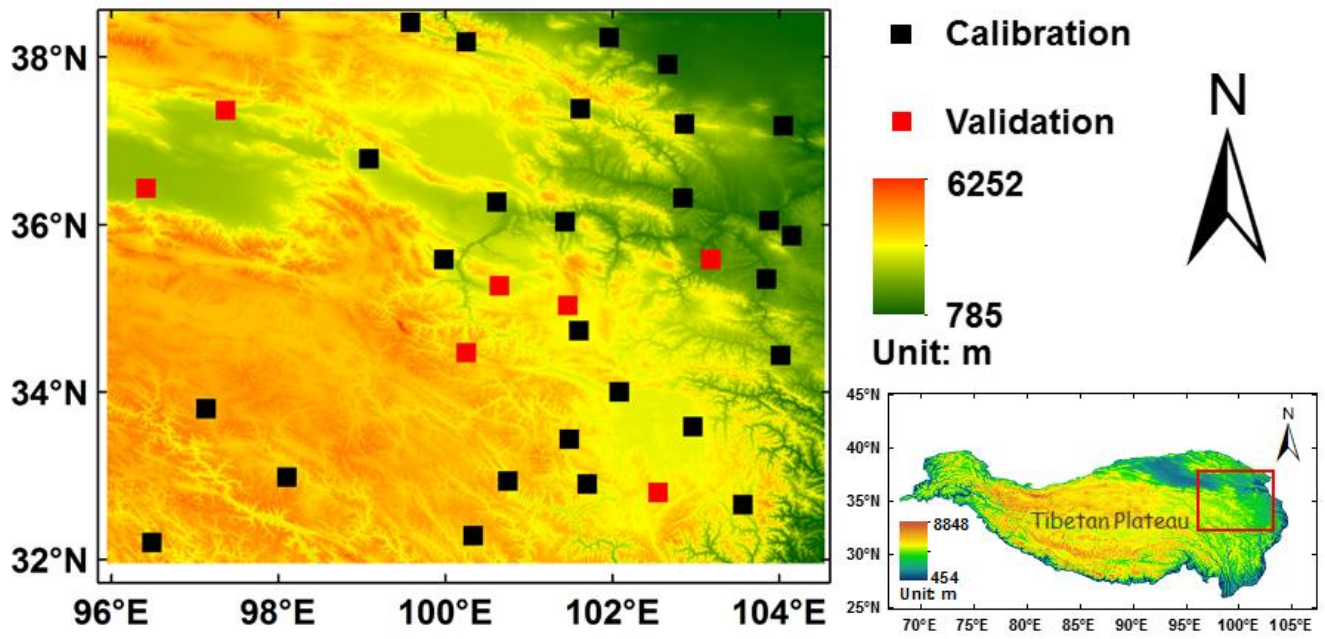 38°N
36°N
34°N
32°N
96°E 98°E 100°E 102°E 104°E
Calibration
Validation
6252
785
Unit: m
N
45°N
40°N
35°N
30°N
25°N
N
Tibetan Plateau
8848
454
Unit: m
70°E 75°E 80°E 85°E 90°E 95°E 100°E 105°E